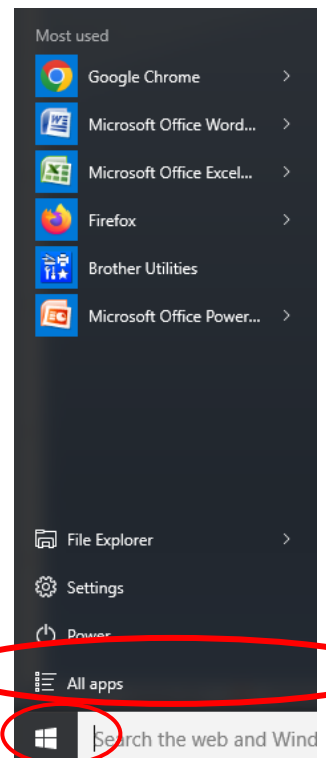 Most used
Google Chrome
Microsoft Office Word...
Microsoft Office Excel...
Firefox
Brother Utilities
Microsoft Office Power...
File Explorer
Settings
Power
All apps
Search the web and Wind